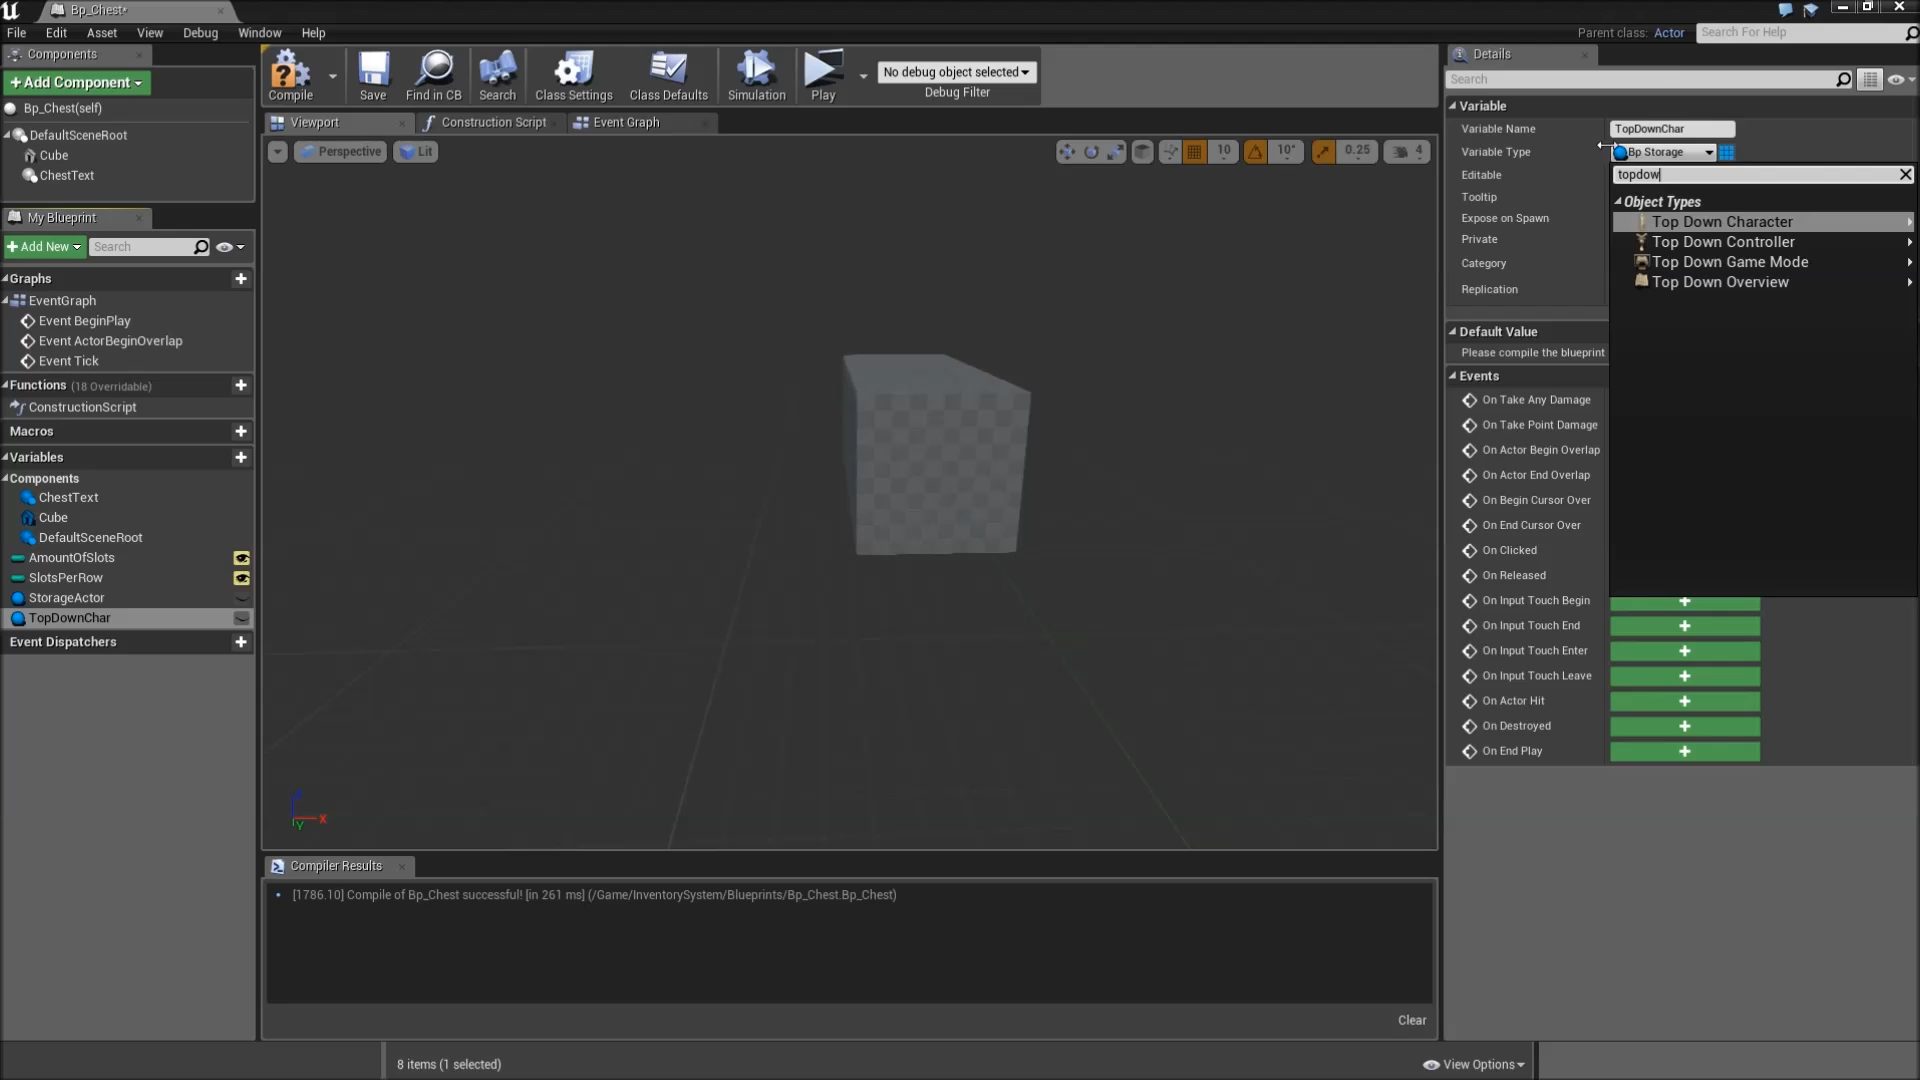 Bp_Chest*
File Edit Asset View Debug Window Help
Parent class: Actor
Search For Help
Components
+Add Component
Bp_Chest(self)
DefaultSceneRoot
Cube
ChestText
My Blueprint
+Add New
Search
Graphs
EventGraph
Event BeginPlay
Event ActorBeginOverlap
Event Tick
Functions (18 Overridable)
ConstructionScript
Macros
Variables
Components
ChestText
Cube
DefaultSceneRoot
AmountOfSlots
SlotsPerRow
StorageActor
TopDownChar
Event Dispatchers
Compile
Save
Find in CB
Search
Class Settings
Class Defaults
Simulation
Play
No debug object selected
Debug Filter
Viewport
Construction Script
Event Graph
Perspective
Lit
10
10°
0.25
4
X
Y
Compiler Results
[1786.10] Compile of Bp_Chest successful! [in 261 ms] (/Game/InventorySystem/Blueprints/Bp_Chest.Bp_Chest)
Clear
8 items (1 selected)
View Options
Details
Search
Variable
Variable Name
TopDownChar
Variable Type
Bp Storage
Editable
topdow
Tooltip
Object Types
Expose on Spawn
Top Down Character
Private
Top Down Controller
Category
Top Down Game Mode
Top Down Overview
Replication
Default Value
Please compile the blueprint
Events
On Take Any Damage
On Take Point Damage
On Actor Begin Overlap
On Actor End Overlap
On Begin Cursor Over
On End Cursor Over
On Clicked
On Released
On Input Touch Begin
On Input Touch End
On Input Touch Enter
On Input Touch Leave
On Actor Hit
On Destroyed
On End Play